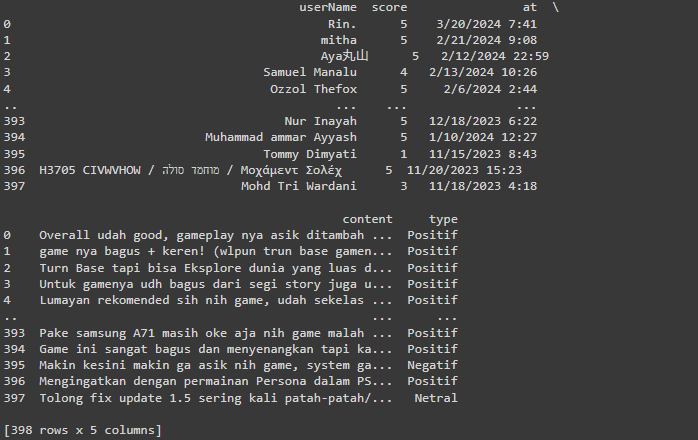 userName score at \
0 Rin. 5 3/20/2024 7:41
1 mitha 5 2/21/2024 9:08
2 Aya丸山 5 2/12/2024 22:59
3 Samuel Manalu 4 2/13/2024 10:26
4 Ozzol Thefox 5 2/6/2024 2:44
.. ... ... ...
393 Nur Inayah 5 12/18/2023 6:22
394 Muhammad ammar Ayyash 5 1/10/2024 12:27
395 Tommy Dimyati 1 11/15/2023 8:43
396 H3705 CIVWVHOW / מוחמד סולה / Μοχάμεντ Σολέχ 5 11/20/2023 15:23
397 Mohd Tri Wardani 3 11/18/2023 4:18
content type
0 Overall udah good, gameplay nya asik ditambah ... Positif
1 game nya bagus + keren! (wlpun trun base gamen... Positif
2 Turn Base tapi bisa Eksplore dunia yang luas d... Positif
3 Untuk gamenya udh bagus dari segi story juga u... Positif
4 Lumayan rekomended sih nih game, udah sekelas ... Positif
.. ... ...
393 Pake samsung A71 masih oke aja nih game malah ... Positif
394 Game ini sangat bagus dan menyenangkan tapi ka... Positif
395 Makin kesini makin ga asik nih game, system ga... Negatif
396 Mengingatkan dengan permainan Persona dalam PS... Positif
397 Tolong fix update 1.5 sering kali patah-patah/... Netral
[398 rows x 5 columns]